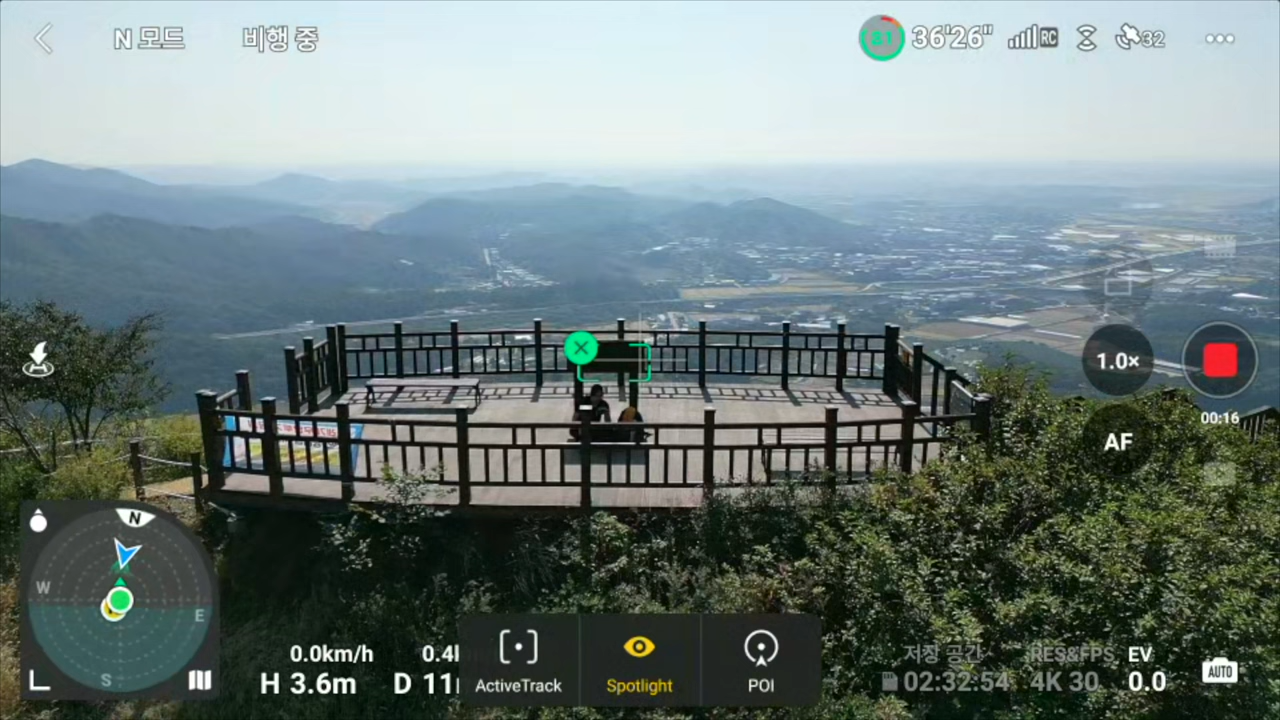 N 모드
비행 중
81
36'26"
RC
32
1.0×
00:16
AF
N
W
E
S
0.0km/h
H 3.6m
D 11
ActiveTrack
Spotlight
POI
저장 공간
02:32:54
RES&FPS
4K 30
EV
0.0
AUTO